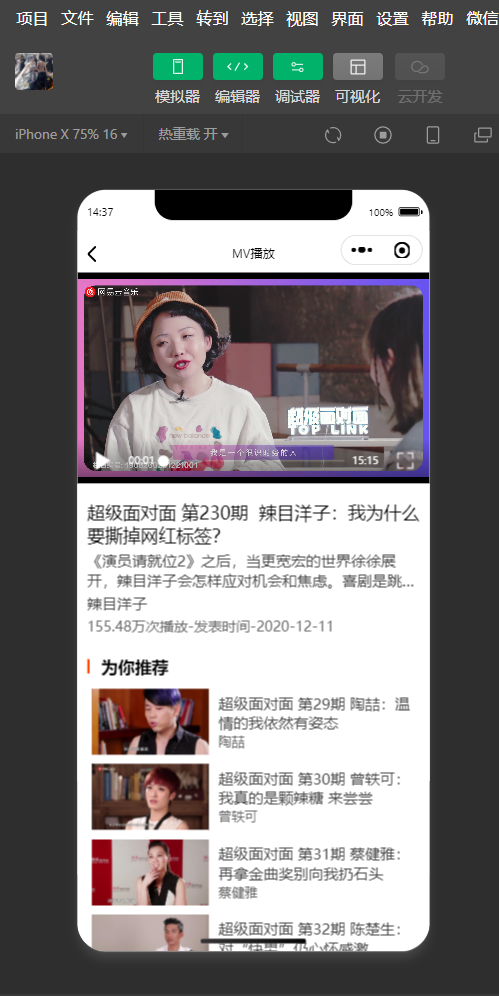 项目 文件 编辑 工具 转到 选择 视图 界面 设置 帮助 微信
模拟器 编辑器 调试器 可视化 云开发
iPhone X 75% 16 热重载 开
14:37 100%
MV播放
网易云音乐
new balance
超级面对面
TOP LINK
我是一个很识时务的人
00:01 15:15
超级面对面 第230期 辣目洋子：我为什么
要撕掉网红标签？
《演员请就位2》之后，当更宽宏的世界徐徐展
开，辣目洋子会怎样应对机会和焦虑。喜剧是跳...
辣目洋子
155.48万次播放-发表时间-2020-12-11
为你推荐
超级面对面 第29期 陶喆：温
情的我依然有姿态
陶喆
超级面对面 第30期 曾轶可：
我真的是颗辣糖 来尝尝
曾轶可
超级面对面 第31期 蔡健雅：
再拿金曲奖别向我扔石头
蔡健雅
超级面对面 第32期 陈楚生：
对“快男”仍心怀感激